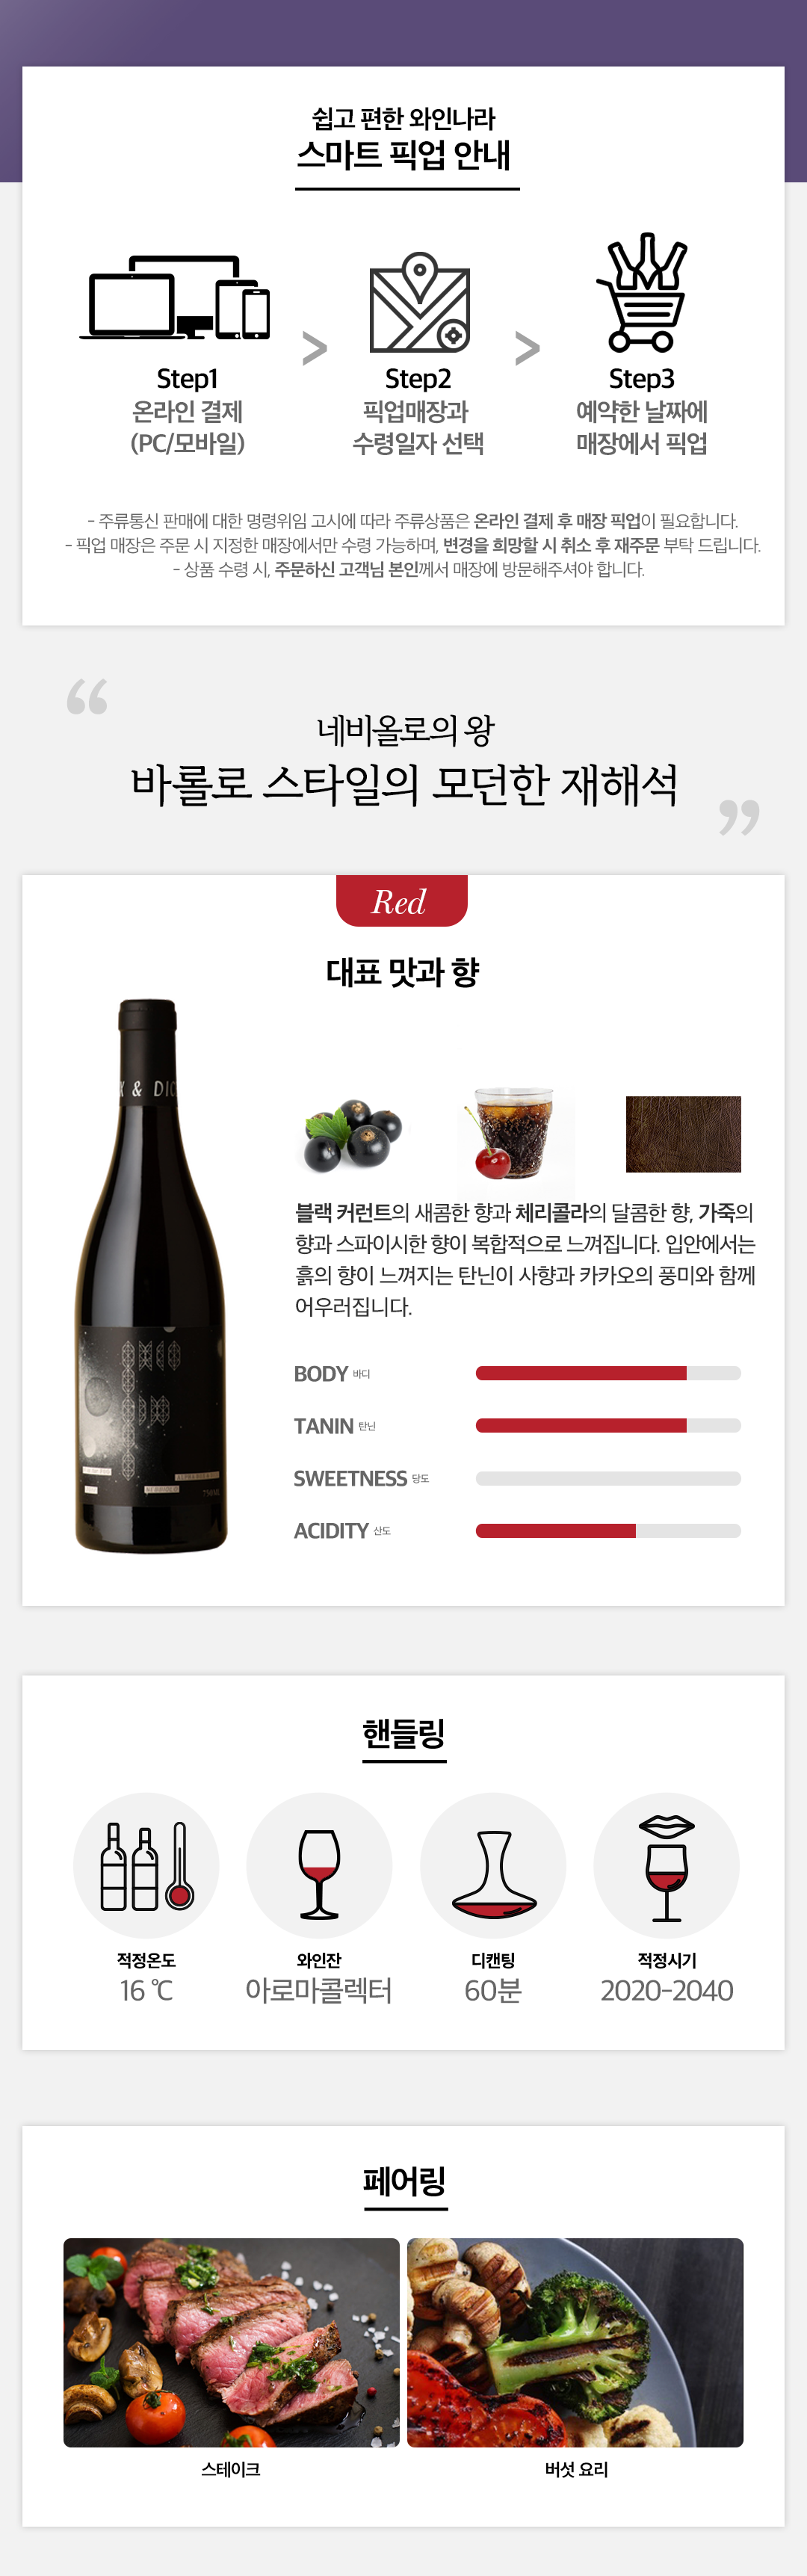 쉽고 편한 와인나라
스마트 픽업 안내
Step1
온라인 결제
(PC/모바일)
>
Step2
픽업매장과
수령일자 선택
>
Step3
예약한 날짜에
매장에서 픽업
- 주류통신 판매에 대한 명령위임 고시에 따라 주류상품은 온라인 결제 후 매장 픽업이 필요합니다.
- 픽업 매장은 주문 시 지정한 매장에서만 수령 가능하며, 변경을 희망할 시 취소 후 재주문 부탁 드립니다.
- 상품 수령 시, 주문하신 고객님 본인께서 매장에 방문해주셔야 합니다.
“
네비올로의 왕
바롤로 스타일의 모던한 재해석
”
Red
대표 맛과 향
& DIC
블랙 커런트의 새콤한 향과 체리콜라의 달콤한 향, 가죽의
향과 스파이시한 향이 복합적으로 느껴집니다. 입안에서는
흙의 향이 느껴지는 탄닌이 사향과 카카오의 풍미와 함께
어우러집니다.
BODY 바디
TANIN 탄닌
SWEETNESS 당도
ACIDITY 산도
750ML
핸들링
적정온도
16 ℃
와인잔
아로마콜렉터
디캔팅
60분
적정시기
2020-2040
페어링
스테이크
버섯 요리